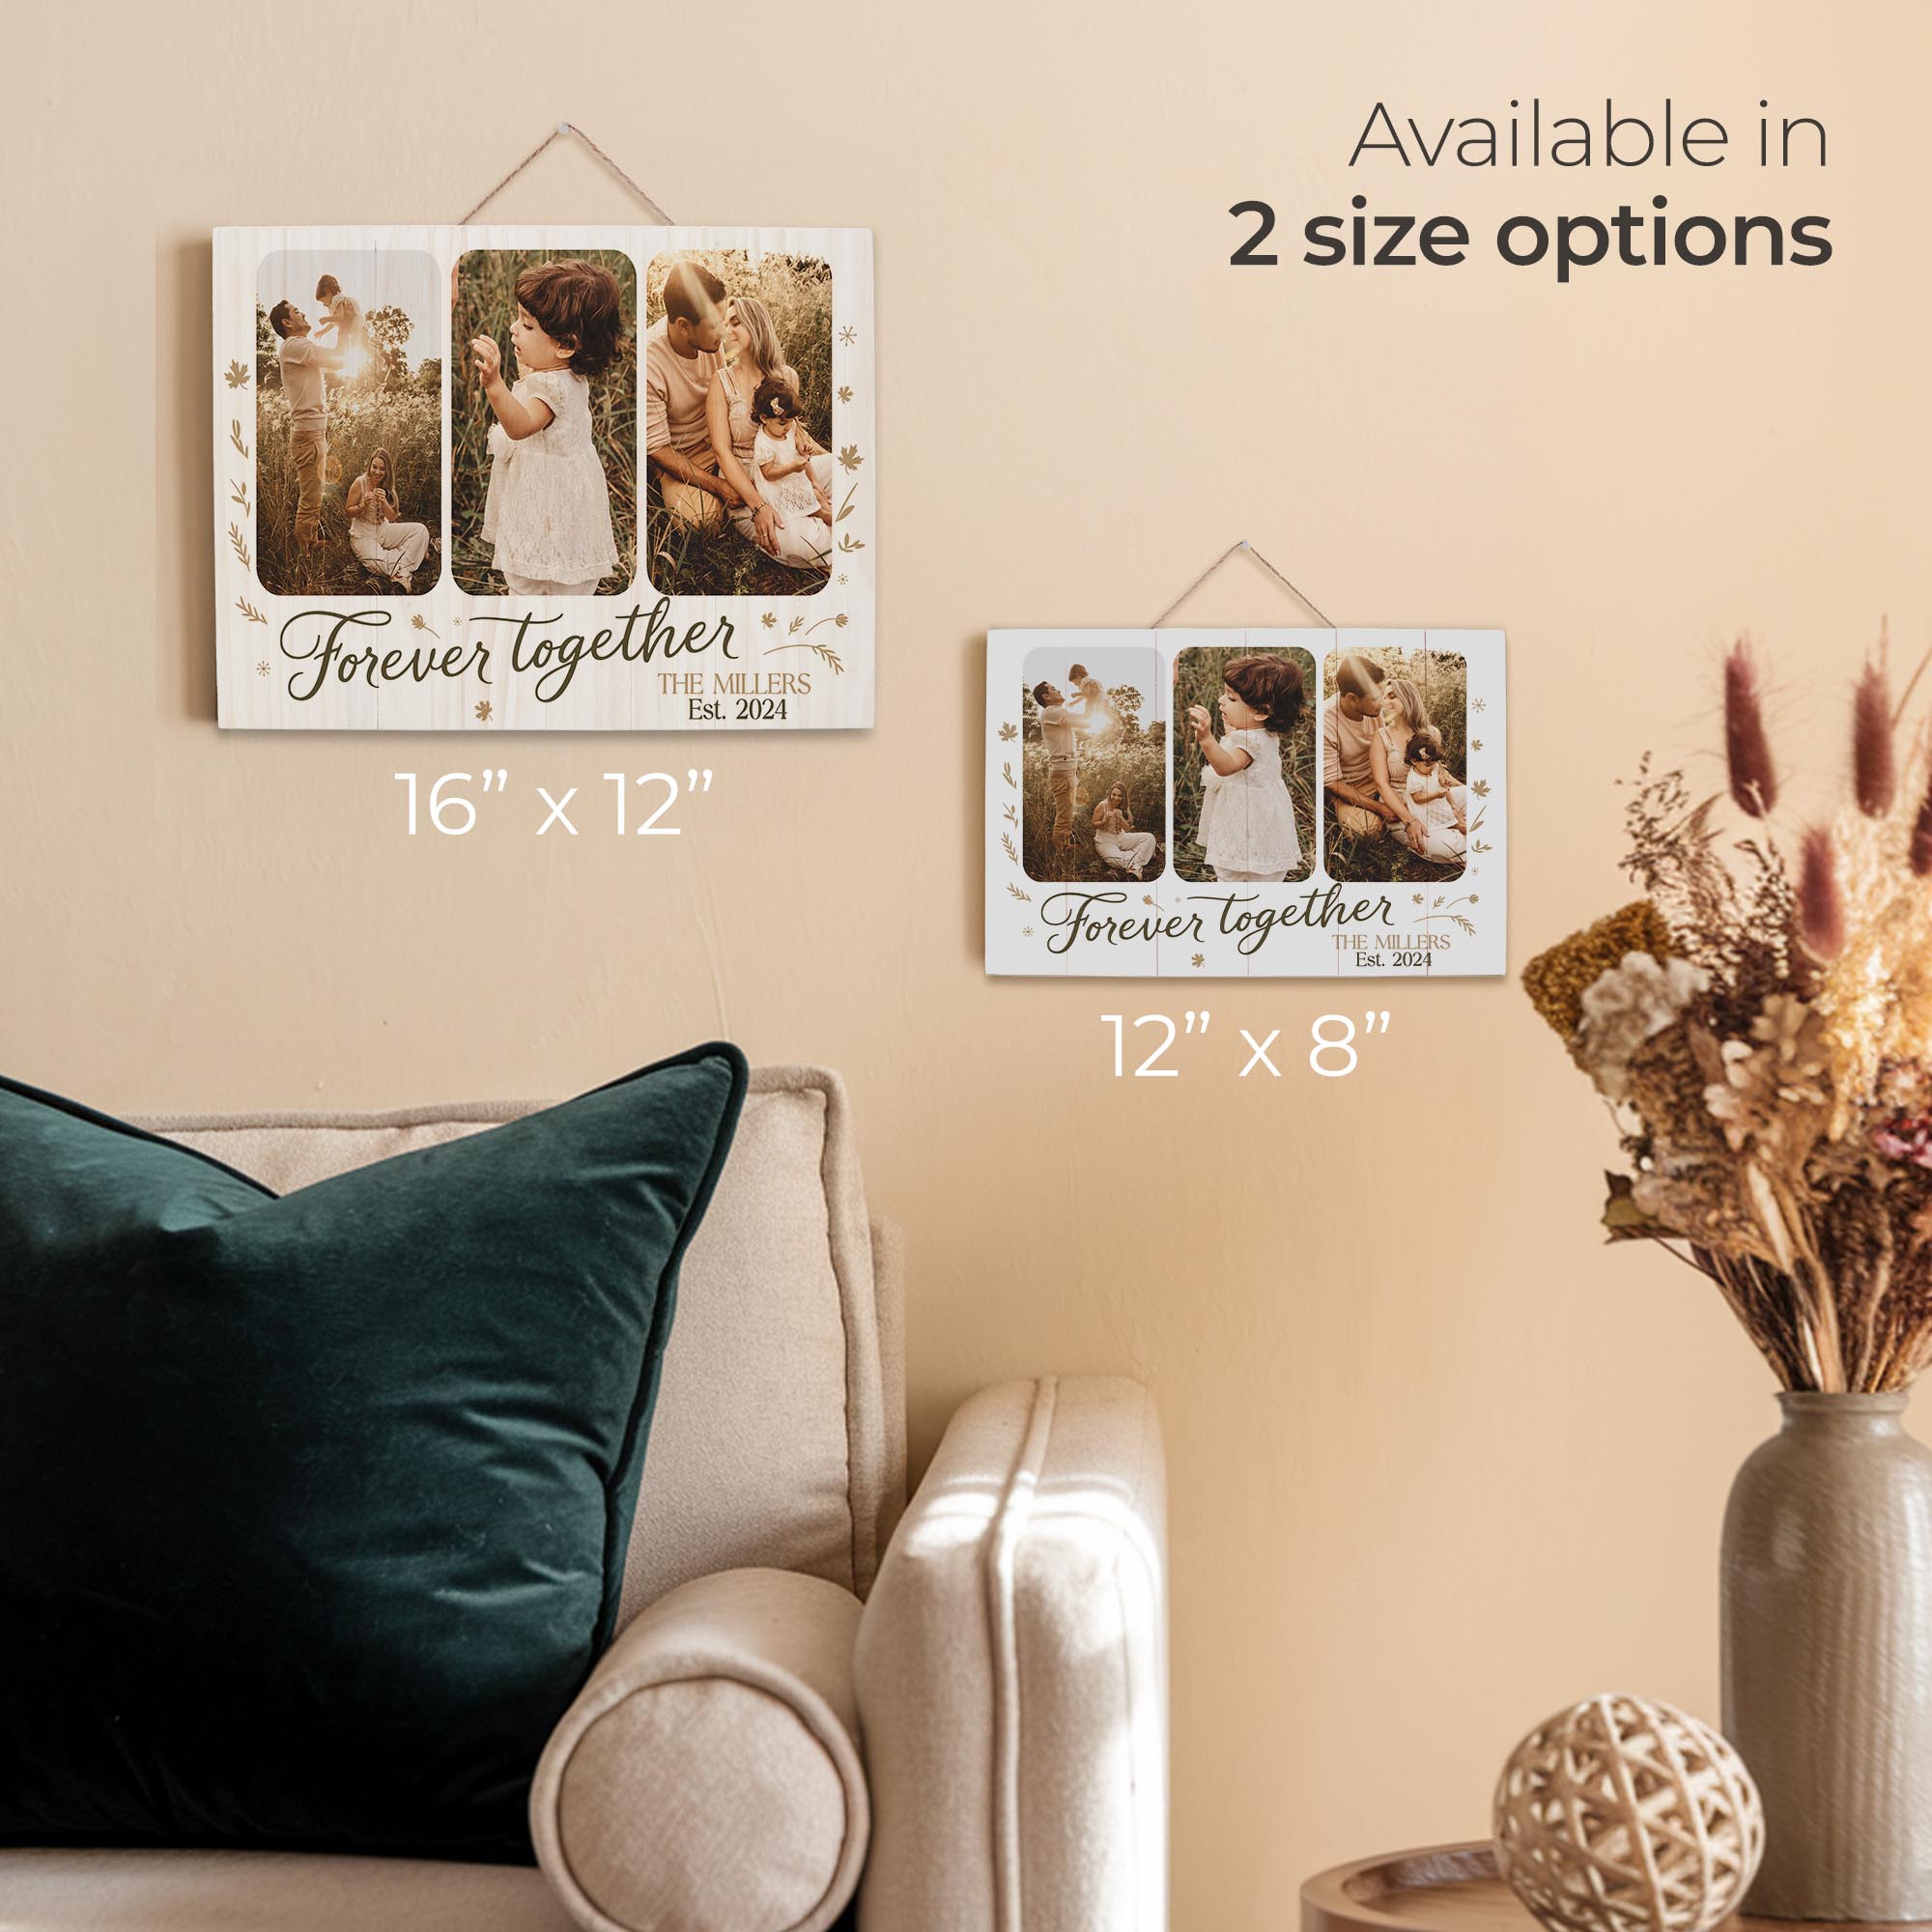 Available in
2 size options
Forever together
THE MILLERS
Est. 2024
16” x 12”
Forever together
THE MILLERS
Est. 2024
12” x 8”